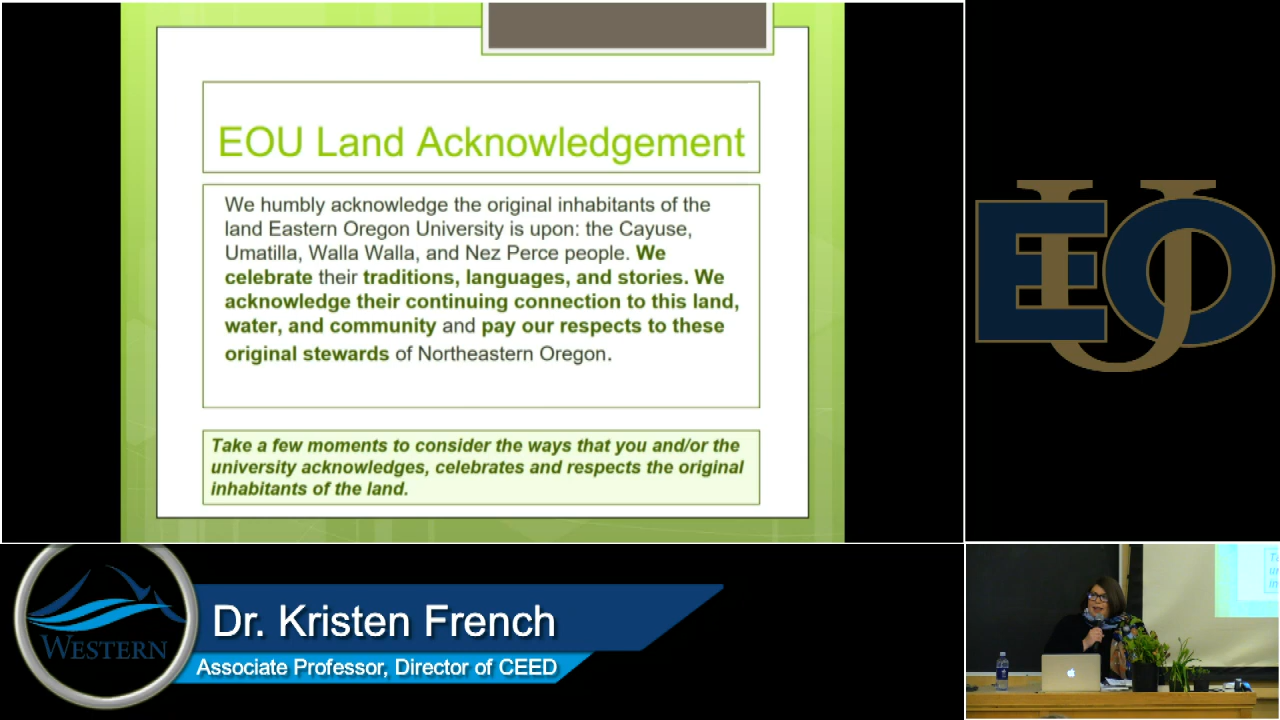 EOU Land Acknowledgement
We humbly acknowledge the original inhabitants of the
land Eastern Oregon University is upon: the Cayuse,
Umatilla, Walla Walla, and Nez Perce people. We
celebrate their traditions, languages, and stories. We
acknowledge their continuing connection to this land,
water, and community and pay our respects to these
original stewards of Northeastern Oregon.
Take a few moments to consider the ways that you and/or the
university acknowledges, celebrates and respects the original
inhabitants of the land.
EOU
WESTERN
Dr. Kristen French
Associate Professor, Director of CEED